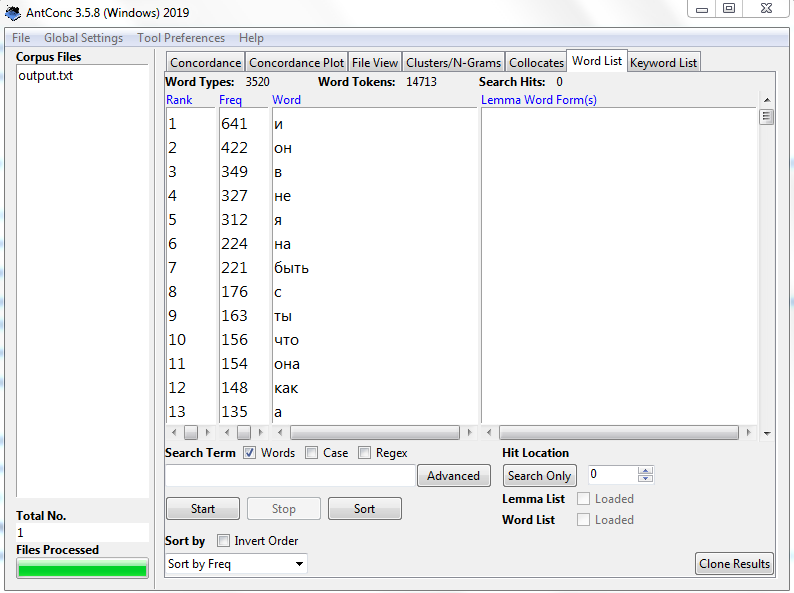 AntConc 3.5.8 (Windows) 2019
File Global Settings Tool Preferences Help
Corpus Files
output.txt
Concordance Concordance Plot File View Clusters/N-Grams Collocates Word List Keyword List
Word Types: 3520 Word Tokens: 14713 Search Hits: 0
Rank Freq Word Lemma Word Form(s)
1 641 и
2 422 он
3 349 в
4 327 не
5 312 я
6 224 на
7 221 быть
8 176 с
9 163 ты
10 156 что
11 154 она
12 148 как
13 135 а
Search Term Words Case Regex Hit Location
Advanced Search Only 0
Lemma List Loaded
Start Stop Sort
Word List Loaded
Total No.
1
Files Processed
Sort by Invert Order
Sort by Freq Clone Results